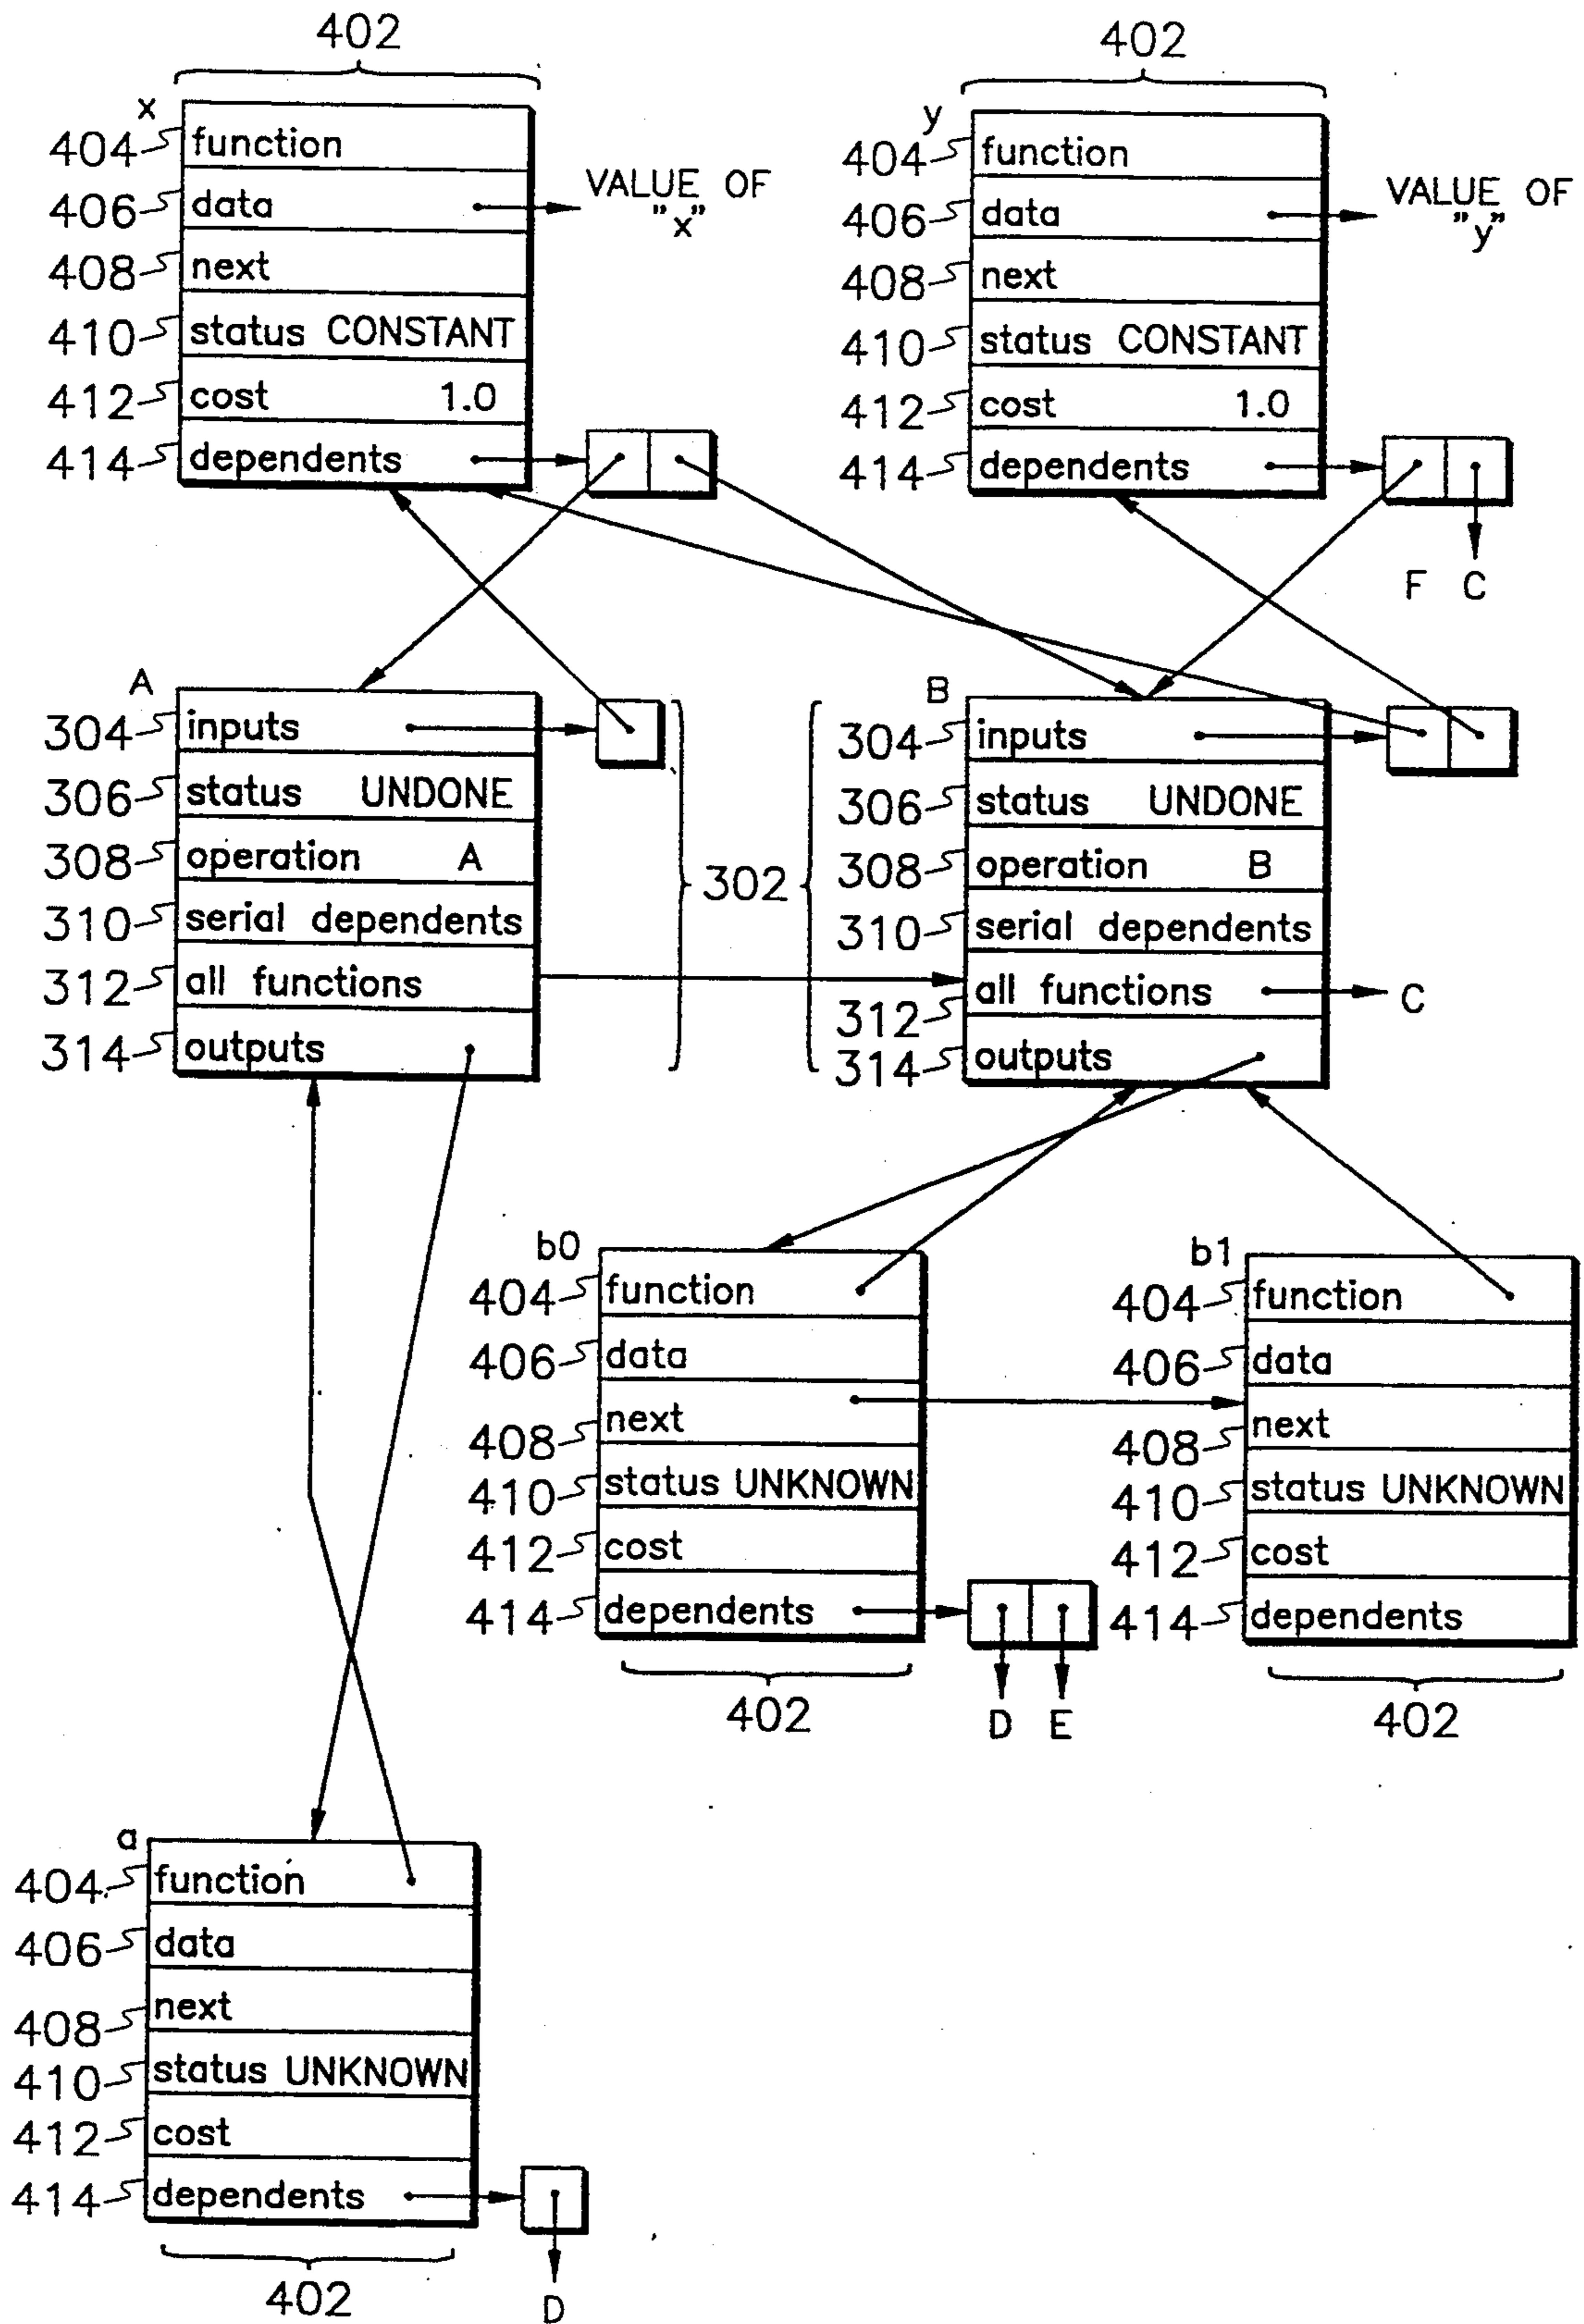 402
x
404 function
406 data
VALUE OF
"x"
408 next
410 status CONSTANT
412 cost 1.0
414 dependents
402
y
404 function
406 data
VALUE OF
"y"
408 next
410 status CONSTANT
412 cost 1.0
414 dependents
F C
A
304 inputs
306 status UNDONE
308 operation A
310 serial dependents
312 all functions
314 outputs
302
B
304 inputs
306 status UNDONE
308 operation B
310 serial dependents
312 all functions
C
314 outputs
b0
404 function
406 data
408 next
410 status UNKNOWN
412 cost
414 dependents
402
D E
b1
404 function
406 data
408 next
410 status UNKNOWN
412 cost
414 dependents
402
a
404 function
406 data
408 next
410 status UNKNOWN
412 cost
414 dependents
402
D